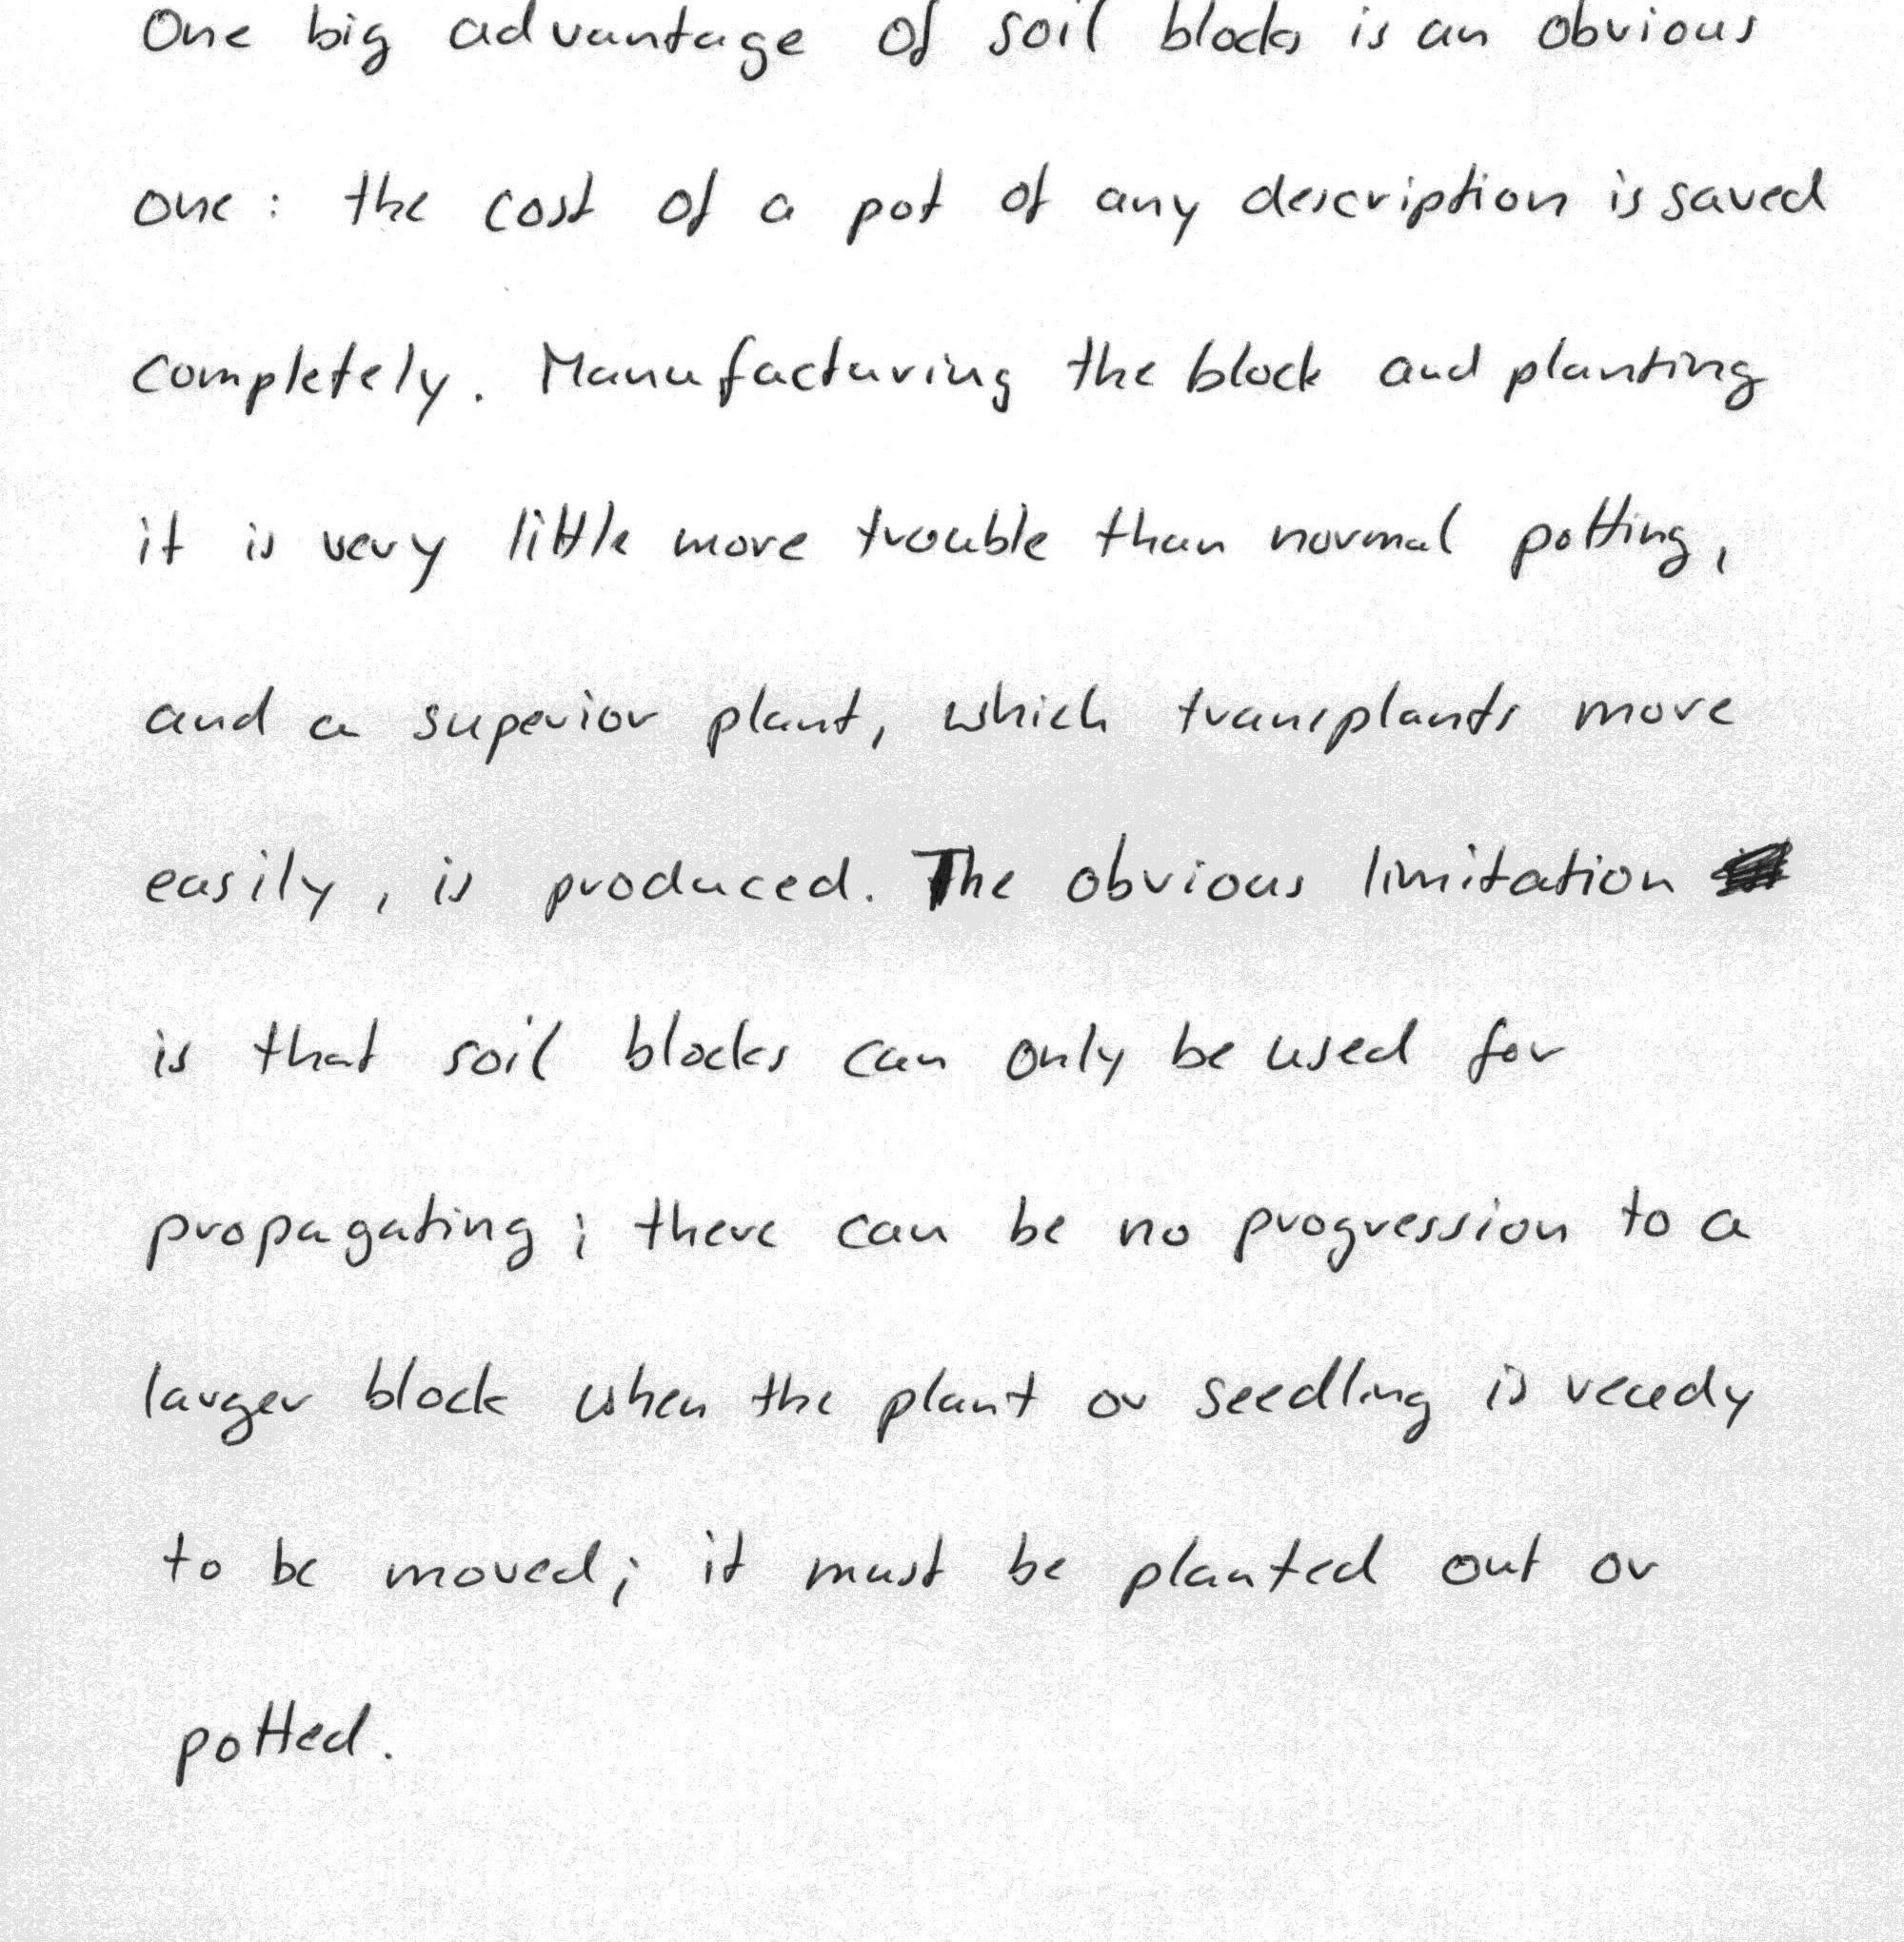 One big advantage of soil blocks is an obvious
one : the cost of a pot of any description is saved
completely. Manufacturing the block and planting
it is very little more trouble than normal potting,
and a superior plant, which transplants more
easily, is produced. The obvious limitation
is that soil blocks can only be used for
propagating; there can be no progression to a
larger block when the plant or seedling is ready
to be moved; it must be planted out or
potted.